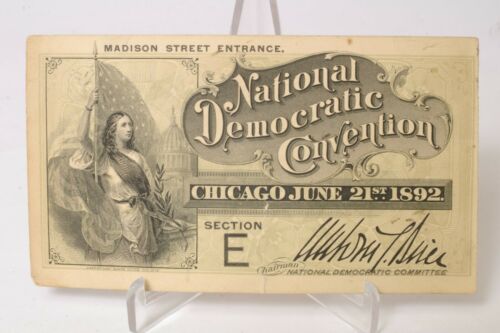 MADISON STREET ENTRANCE.
National
Democratic
Convention
CHICAGO JUNE 21ST. 1892.
SECTION
E
Chairman
NATIONAL DEMOCRATIC COMMITTEE